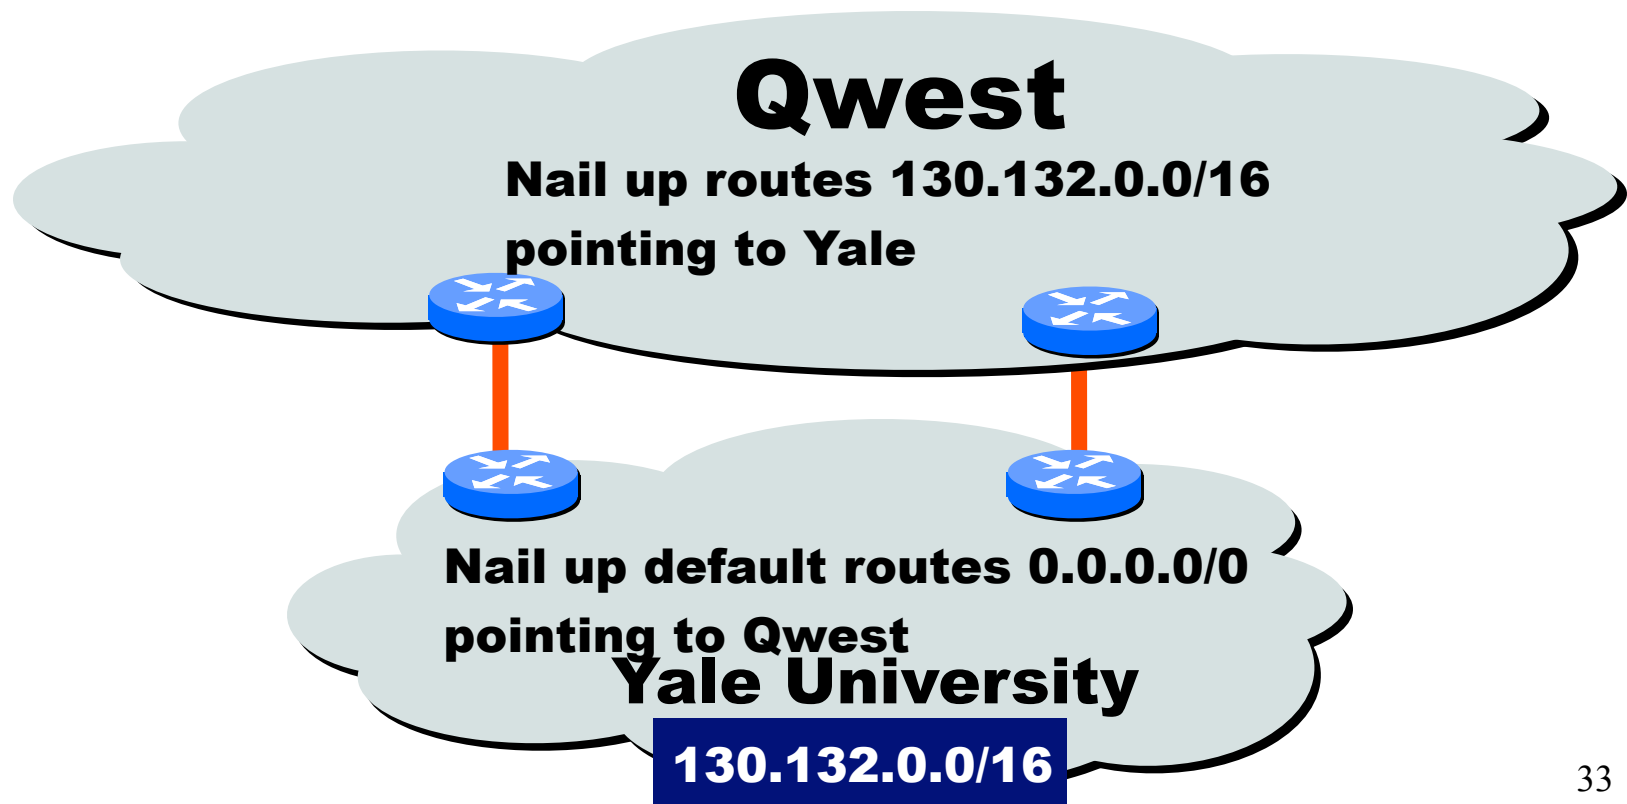 Qwest
Nail up routes 130.132.0.0/16
pointing to Yale
Nail up default routes 0.0.0.0/0
pointing to Qwest
Yale University
130.132.0.0/16
33